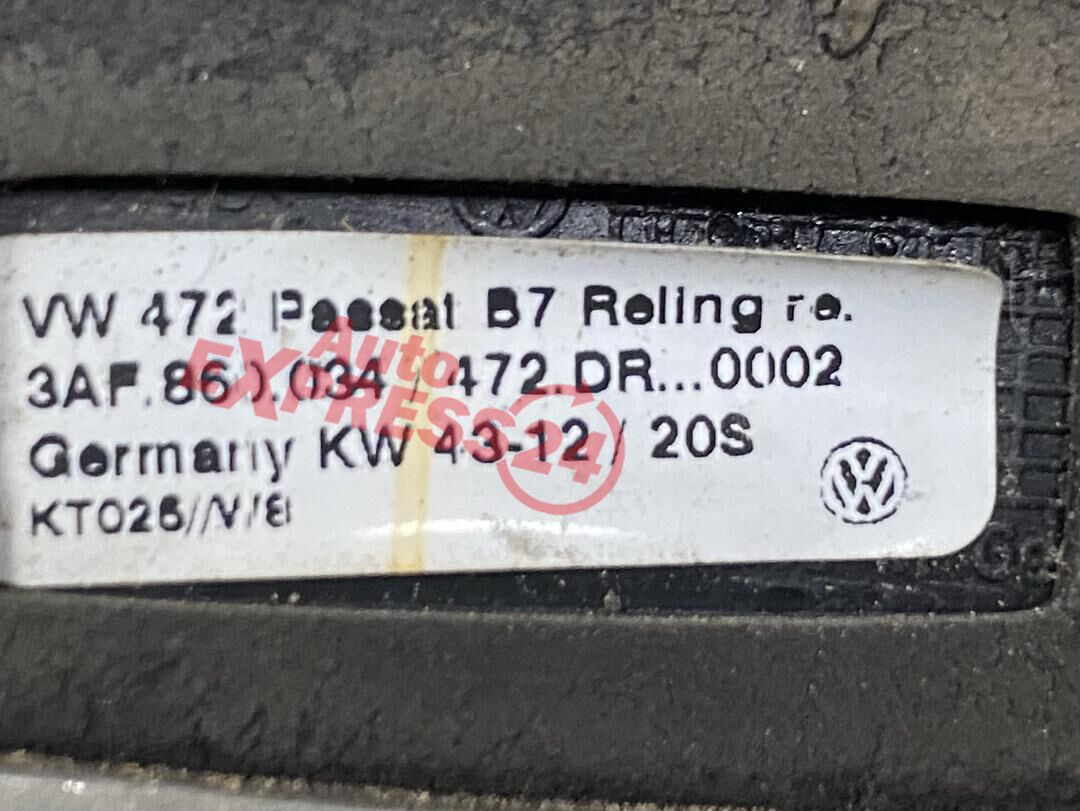 VW 472 Passat B7 Reling re.
3AF.860.034 / 472.DR...0002
Germany KW 43-12 / 20S
KT026//V/8
Auto
EXPRESS24